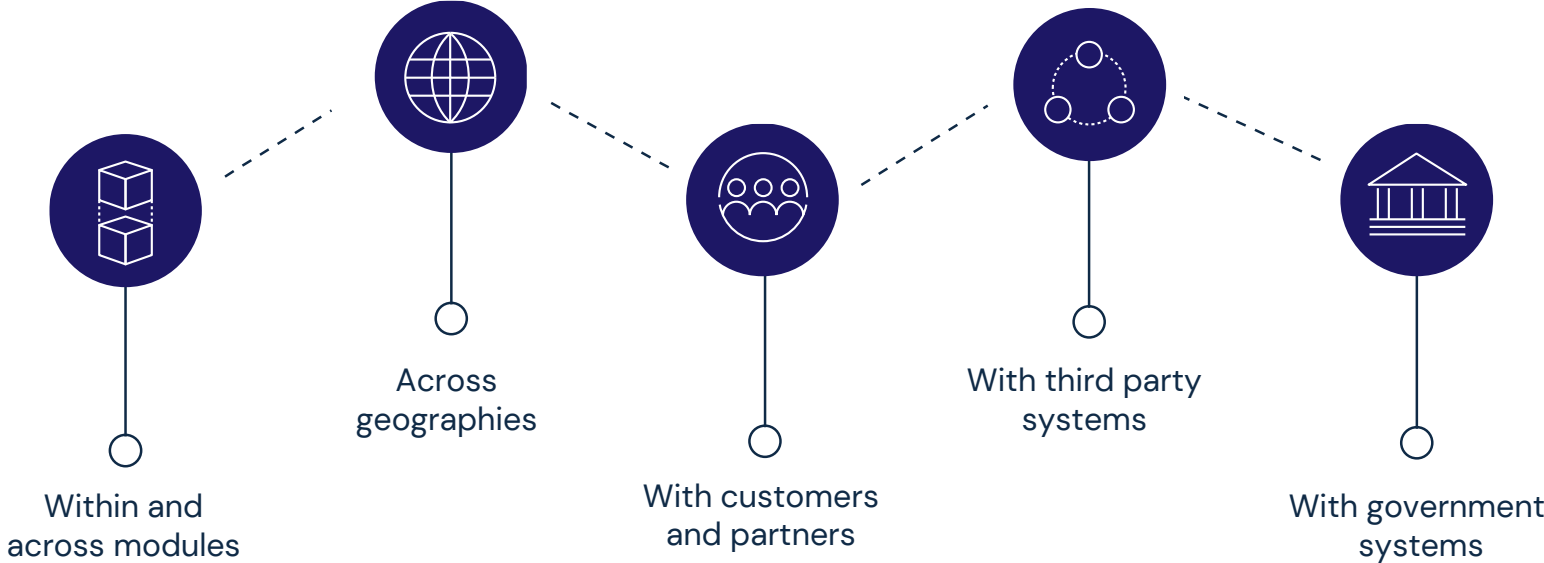 Within and
across modules
Across
geographies
With customers
and partners
With third party
systems
With government
systems